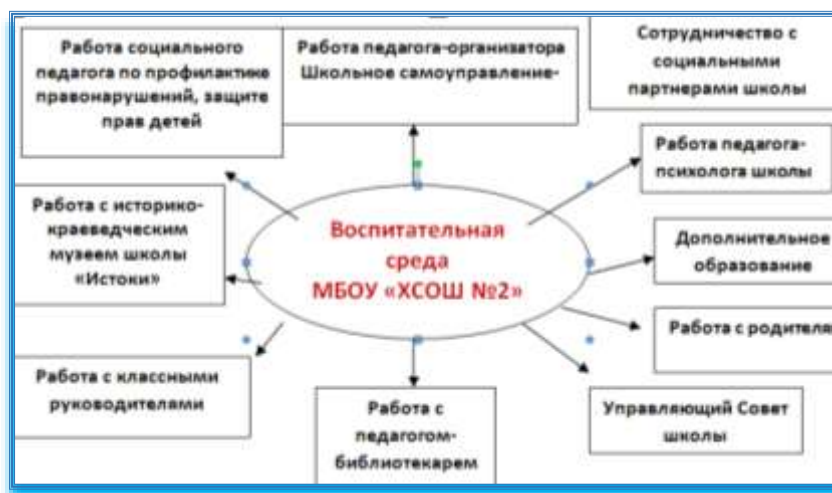 Работа социального
педагога по профилактике
правонарушений, защите
прав детей
Работа педагога-организатора
Школьное самоуправление-
Сотрудничество с
социальными
партнерами школы
Работа педагога-
психолога школы
Работа с историко-
краеведческим
музеем школы
«Истоки»
Воспитательная
среда
МБОУ «ХСОШ №2»
Дополнительное
образование
Работа с родителя
Работа с классными
руководителями
Работа с
педагогом-
библиотекарем
Управляющий Совет
школы